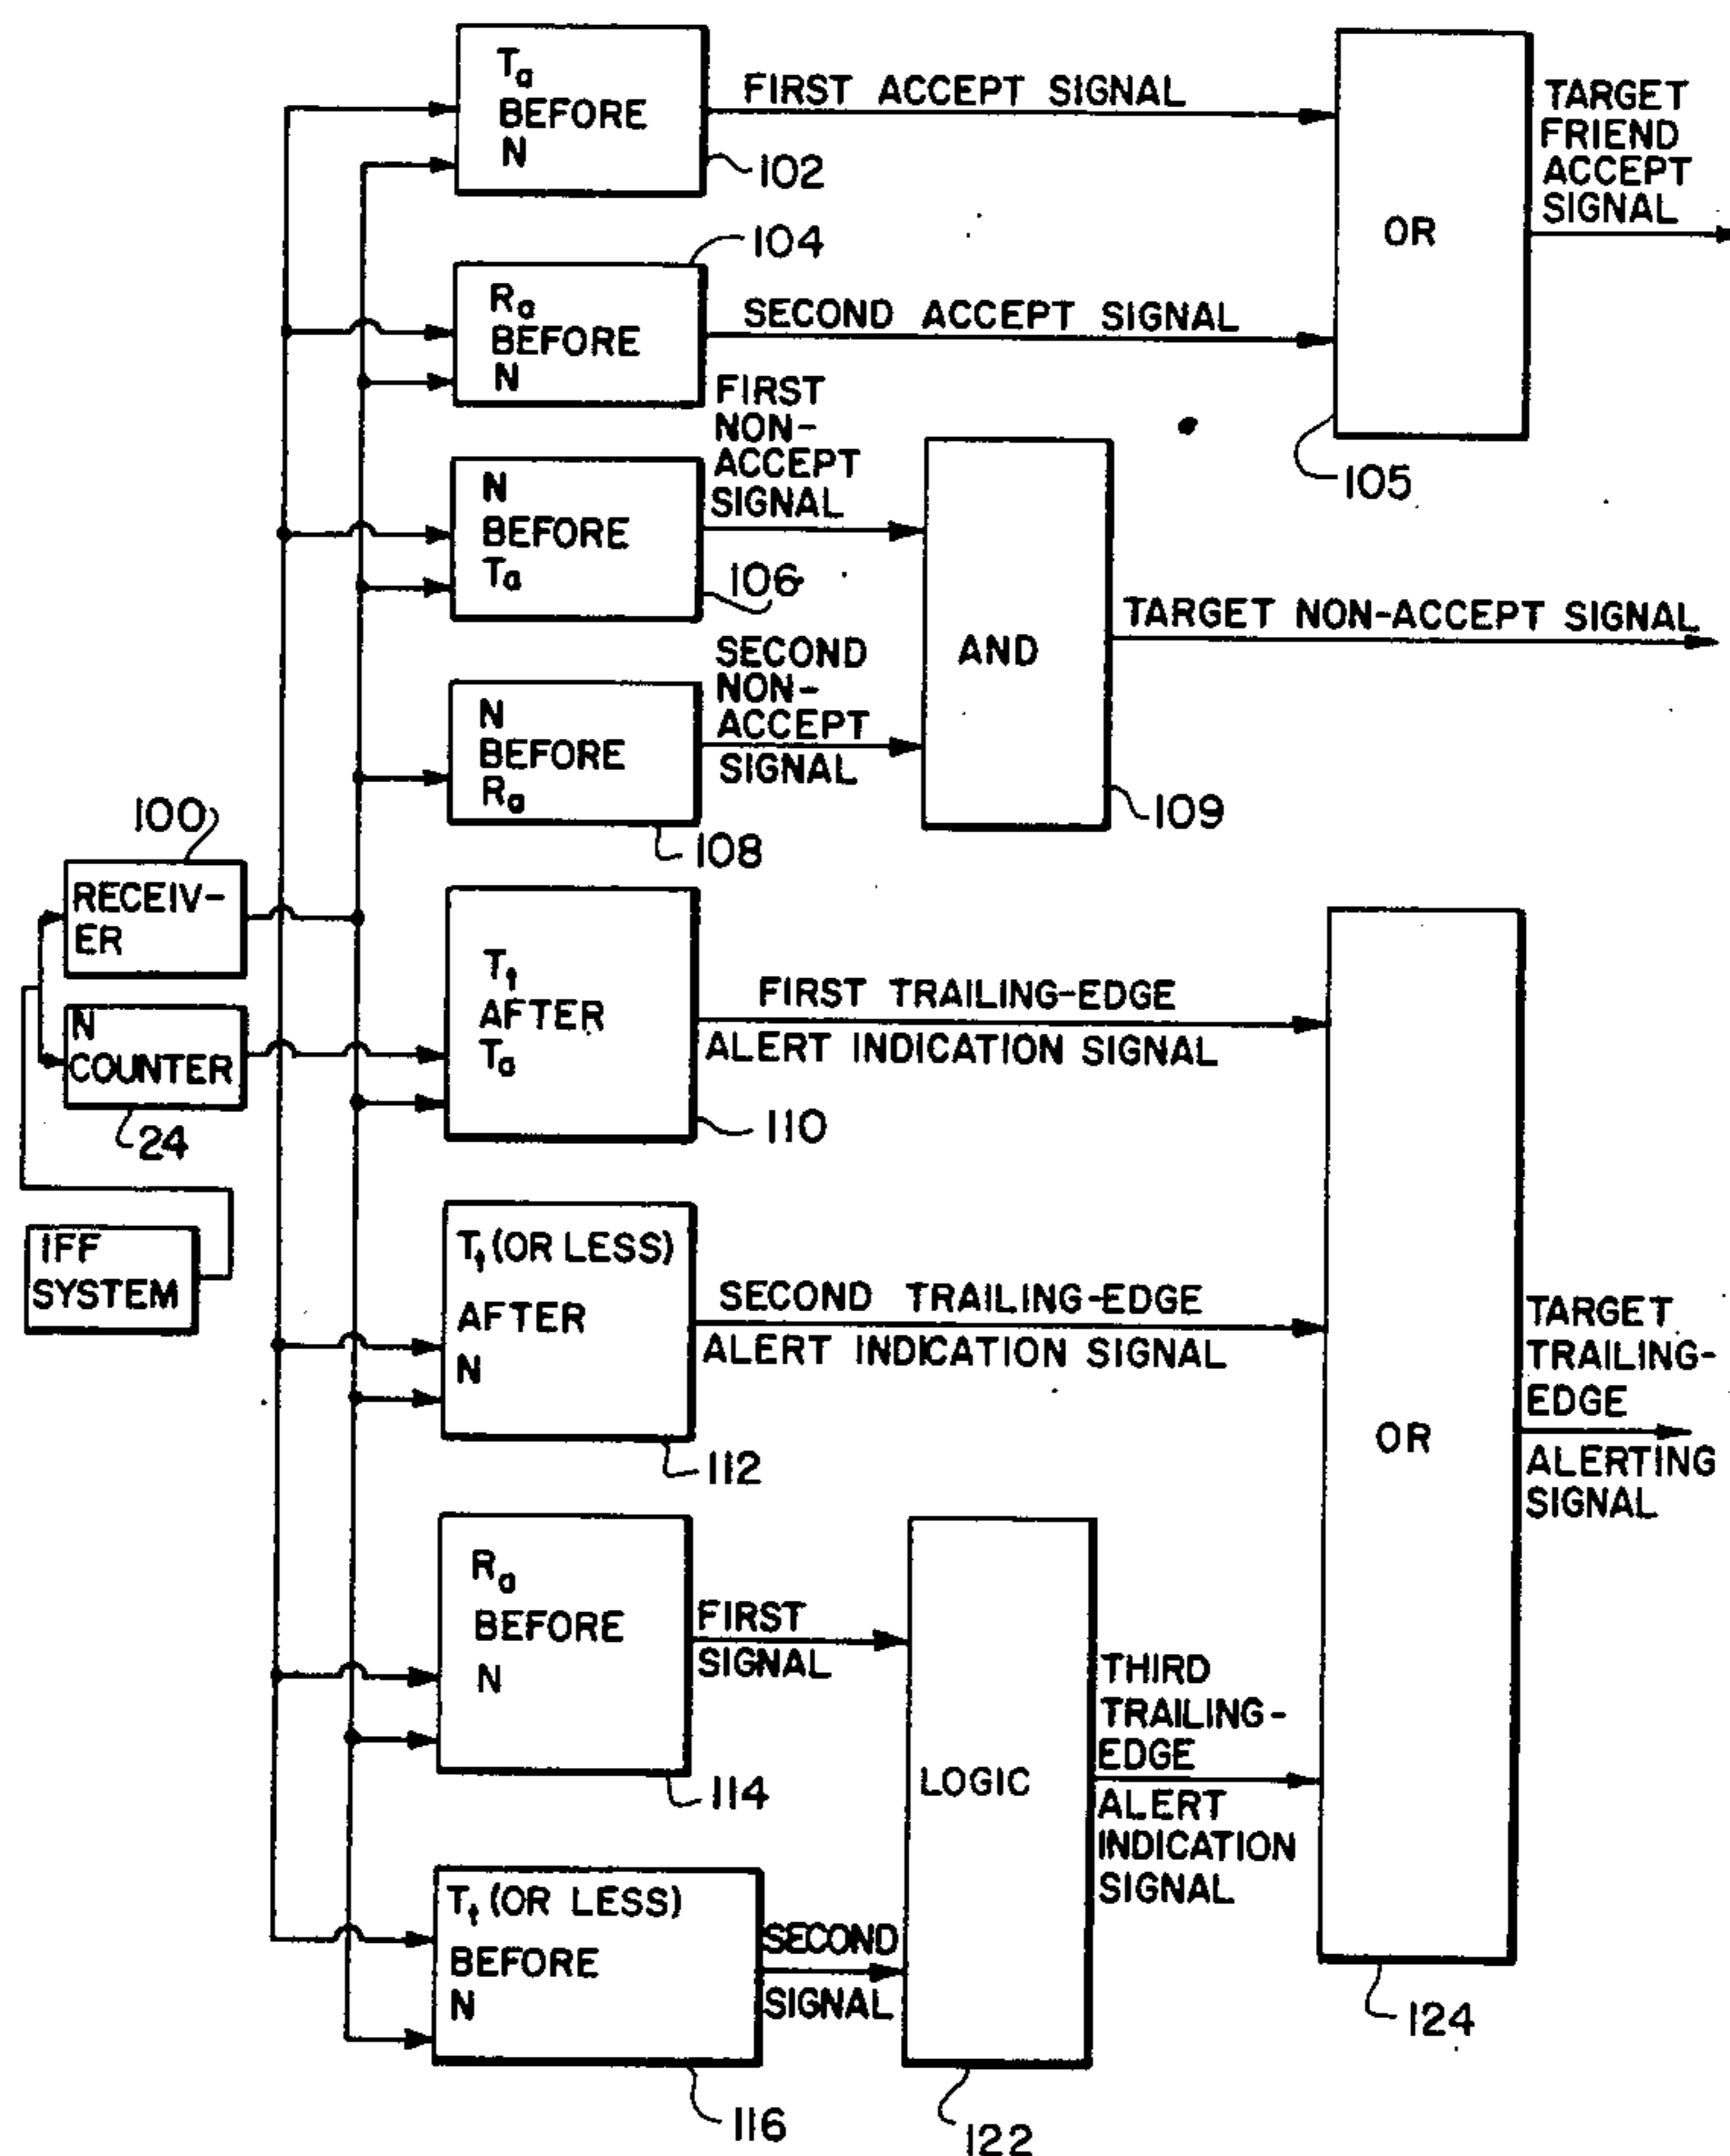 Ta
BEFORE
N
102
FIRST ACCEPT SIGNAL
OR
105
TARGET
FRIEND
ACCEPT
SIGNAL
104
Ra
BEFORE
N
SECOND ACCEPT SIGNAL
N
BEFORE
Ta
106
FIRST
NON-
ACCEPT
SIGNAL
AND
109
TARGET NON-ACCEPT SIGNAL
N
BEFORE
Ra
108
SECOND
NON-
ACCEPT
SIGNAL
100
RECEIV-
ER
N
COUNTER
24
IFF
SYSTEM
Tt
AFTER
Ta
110
FIRST TRAILING-EDGE
ALERT INDICATION SIGNAL
Tt (OR LESS)
AFTER
N
112
SECOND TRAILING-EDGE
ALERT INDICATION SIGNAL
OR
124
TARGET
TRAILING-
EDGE
ALERTING
SIGNAL
Ra
BEFORE
N
114
FIRST
SIGNAL
LOGIC
122
THIRD
TRAILING-
EDGE
ALERT
INDICATION
SIGNAL
Tt (OR LESS)
BEFORE
N
116
SECOND
SIGNAL